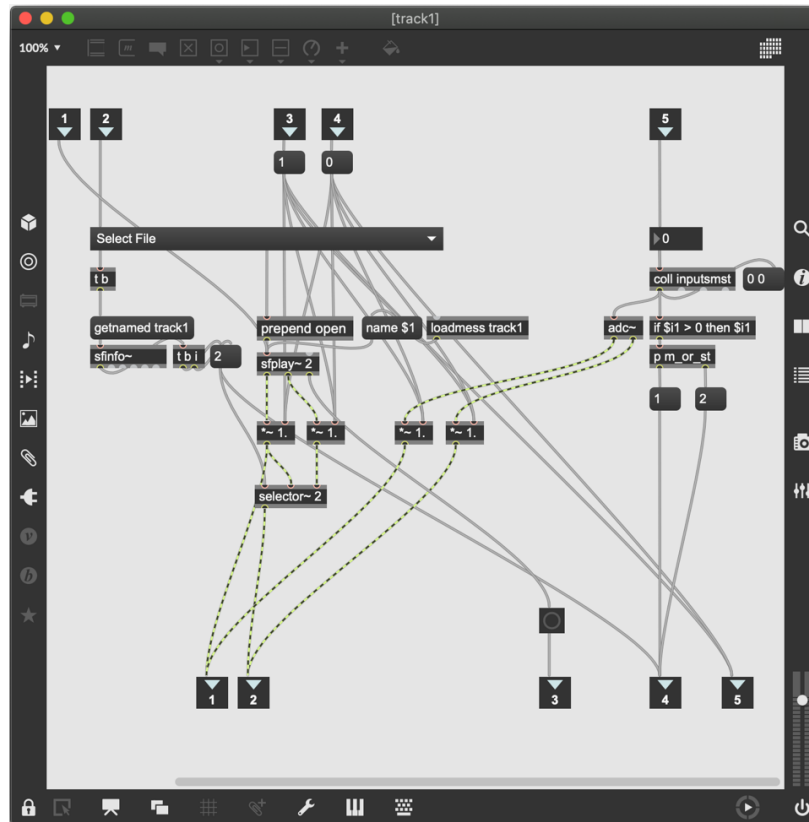 [track1]
100%
1 2 3 4 5
1 0
Select File
0
t b
coll inputsmst
0 0
getnamed track1
prepend open
name $1
loadmess track1
adc~
if $i1 > 0 then $i1
sfinfo~
t b i
2
sfplay~ 2
p m_or_st
1 2
*~ 1.
*~ 1.
*~ 1.
*~ 1.
selector~ 2
1 2 3 4 5